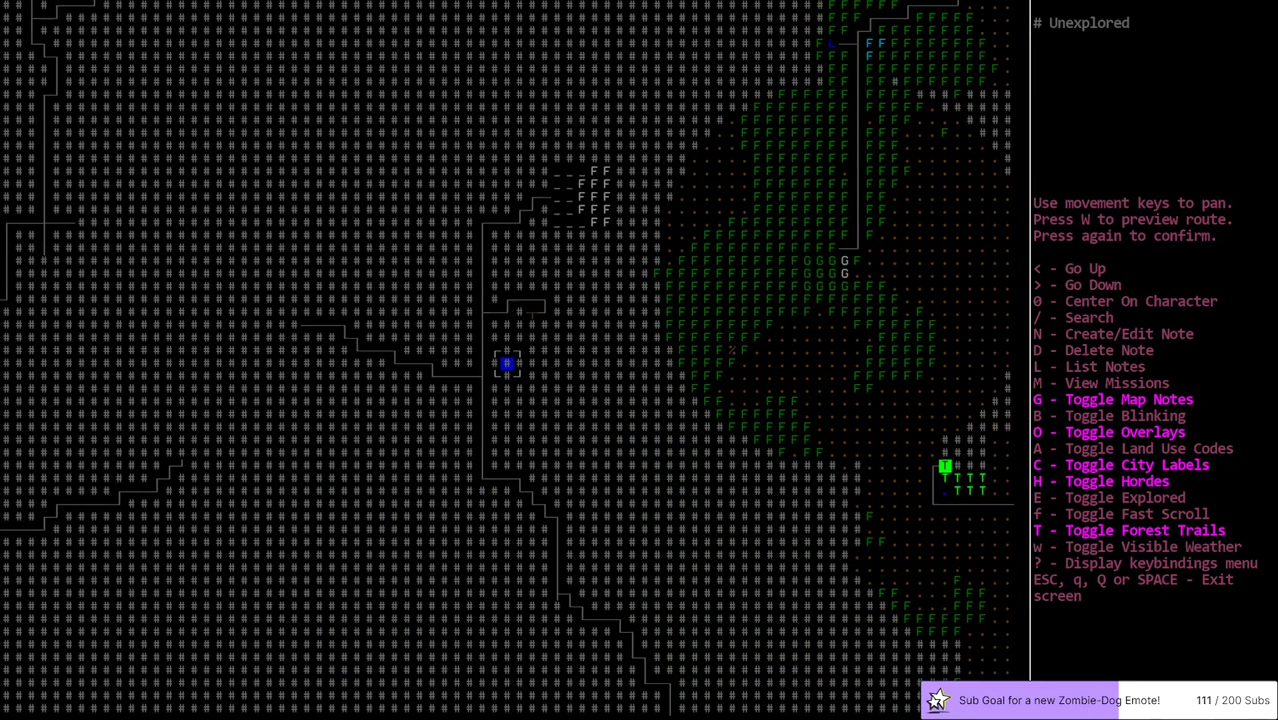 # Unexplored
Use movement keys to pan.
Press W to preview route.
Press again to confirm.
< - Go Up
> - Go Down
0 - Center On Character
/ - Search
N - Create/Edit Note
D - Delete Note
L - List Notes
M - View Missions
G - Toggle Map Notes
B - Toggle Blinking
O - Toggle Overlays
A - Toggle Land Use Codes
C - Toggle City Labels
H - Toggle Hordes
E - Toggle Explored
f - Toggle Fast Scroll
T - Toggle Forest Trails
w - Toggle Visible Weather
? - Display keybindings menu
ESC, q, Q or SPACE - Exit
screen
Sub Goal for a new Zombie-Dog Emote! 111 / 200 Subs